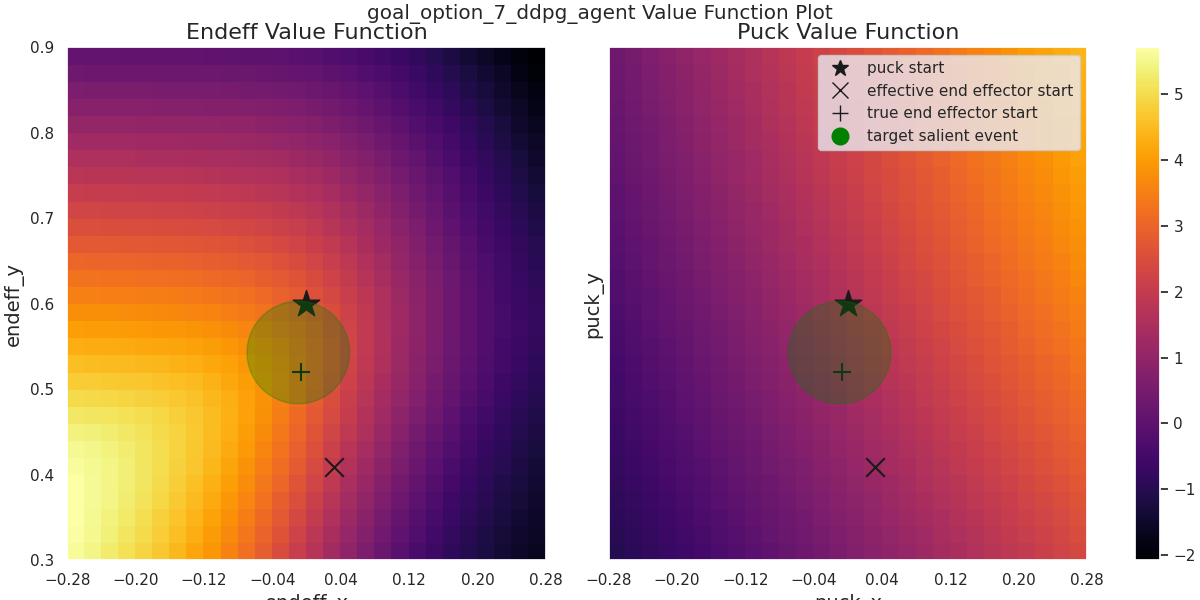 goal_option_7_ddpg_agent Value Function Plot
Endeff Value Function
Puck Value Function
0.9
0.8
0.7
0.6
0.5
0.4
0.3
endeff_y
−0.28
−0.20
−0.12
−0.04
0.04
0.12
0.20
0.28
endeff_x
puck_y
puck start
effective end effector start
true end effector start
target salient event
−0.28
−0.20
−0.12
−0.04
0.04
0.12
0.20
0.28
puck_x
5
4
3
2
1
0
−1
−2